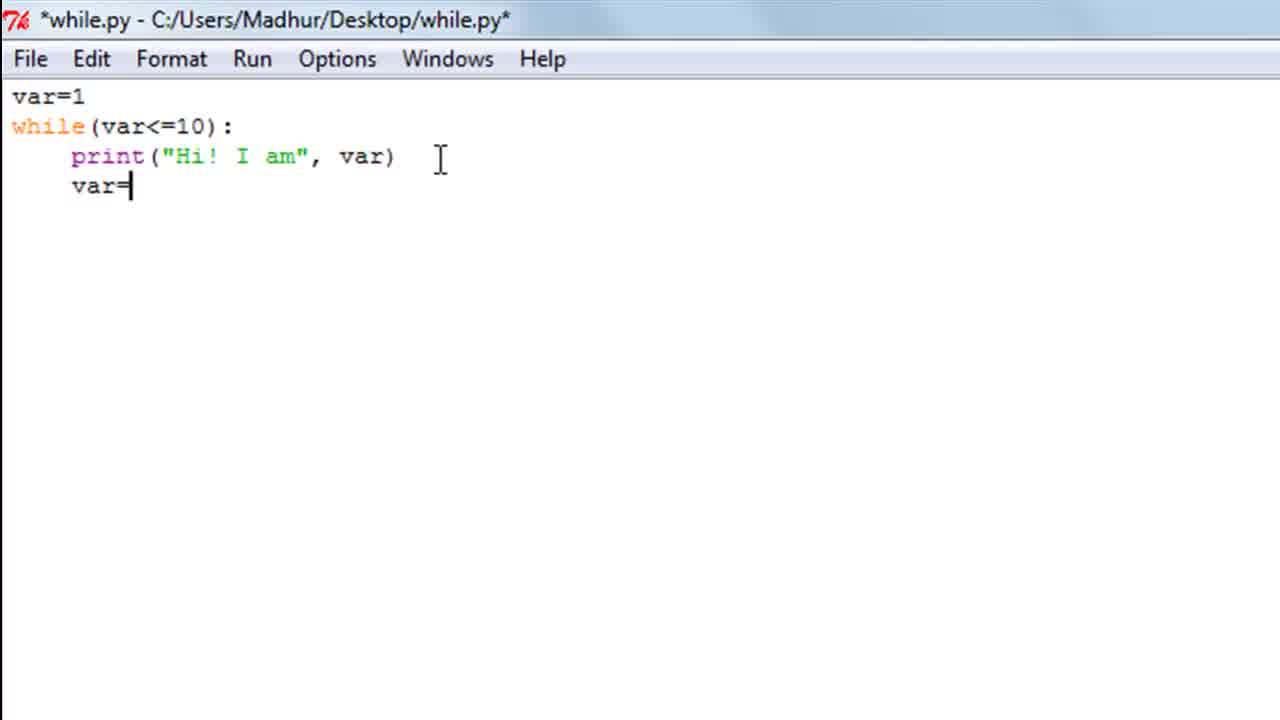 *while.py - C:/Users/Madhur/Desktop/while.py*
File Edit Format Run Options Windows Help
var=1
while(var<=10):
    print("Hi! I am", var)
    var=